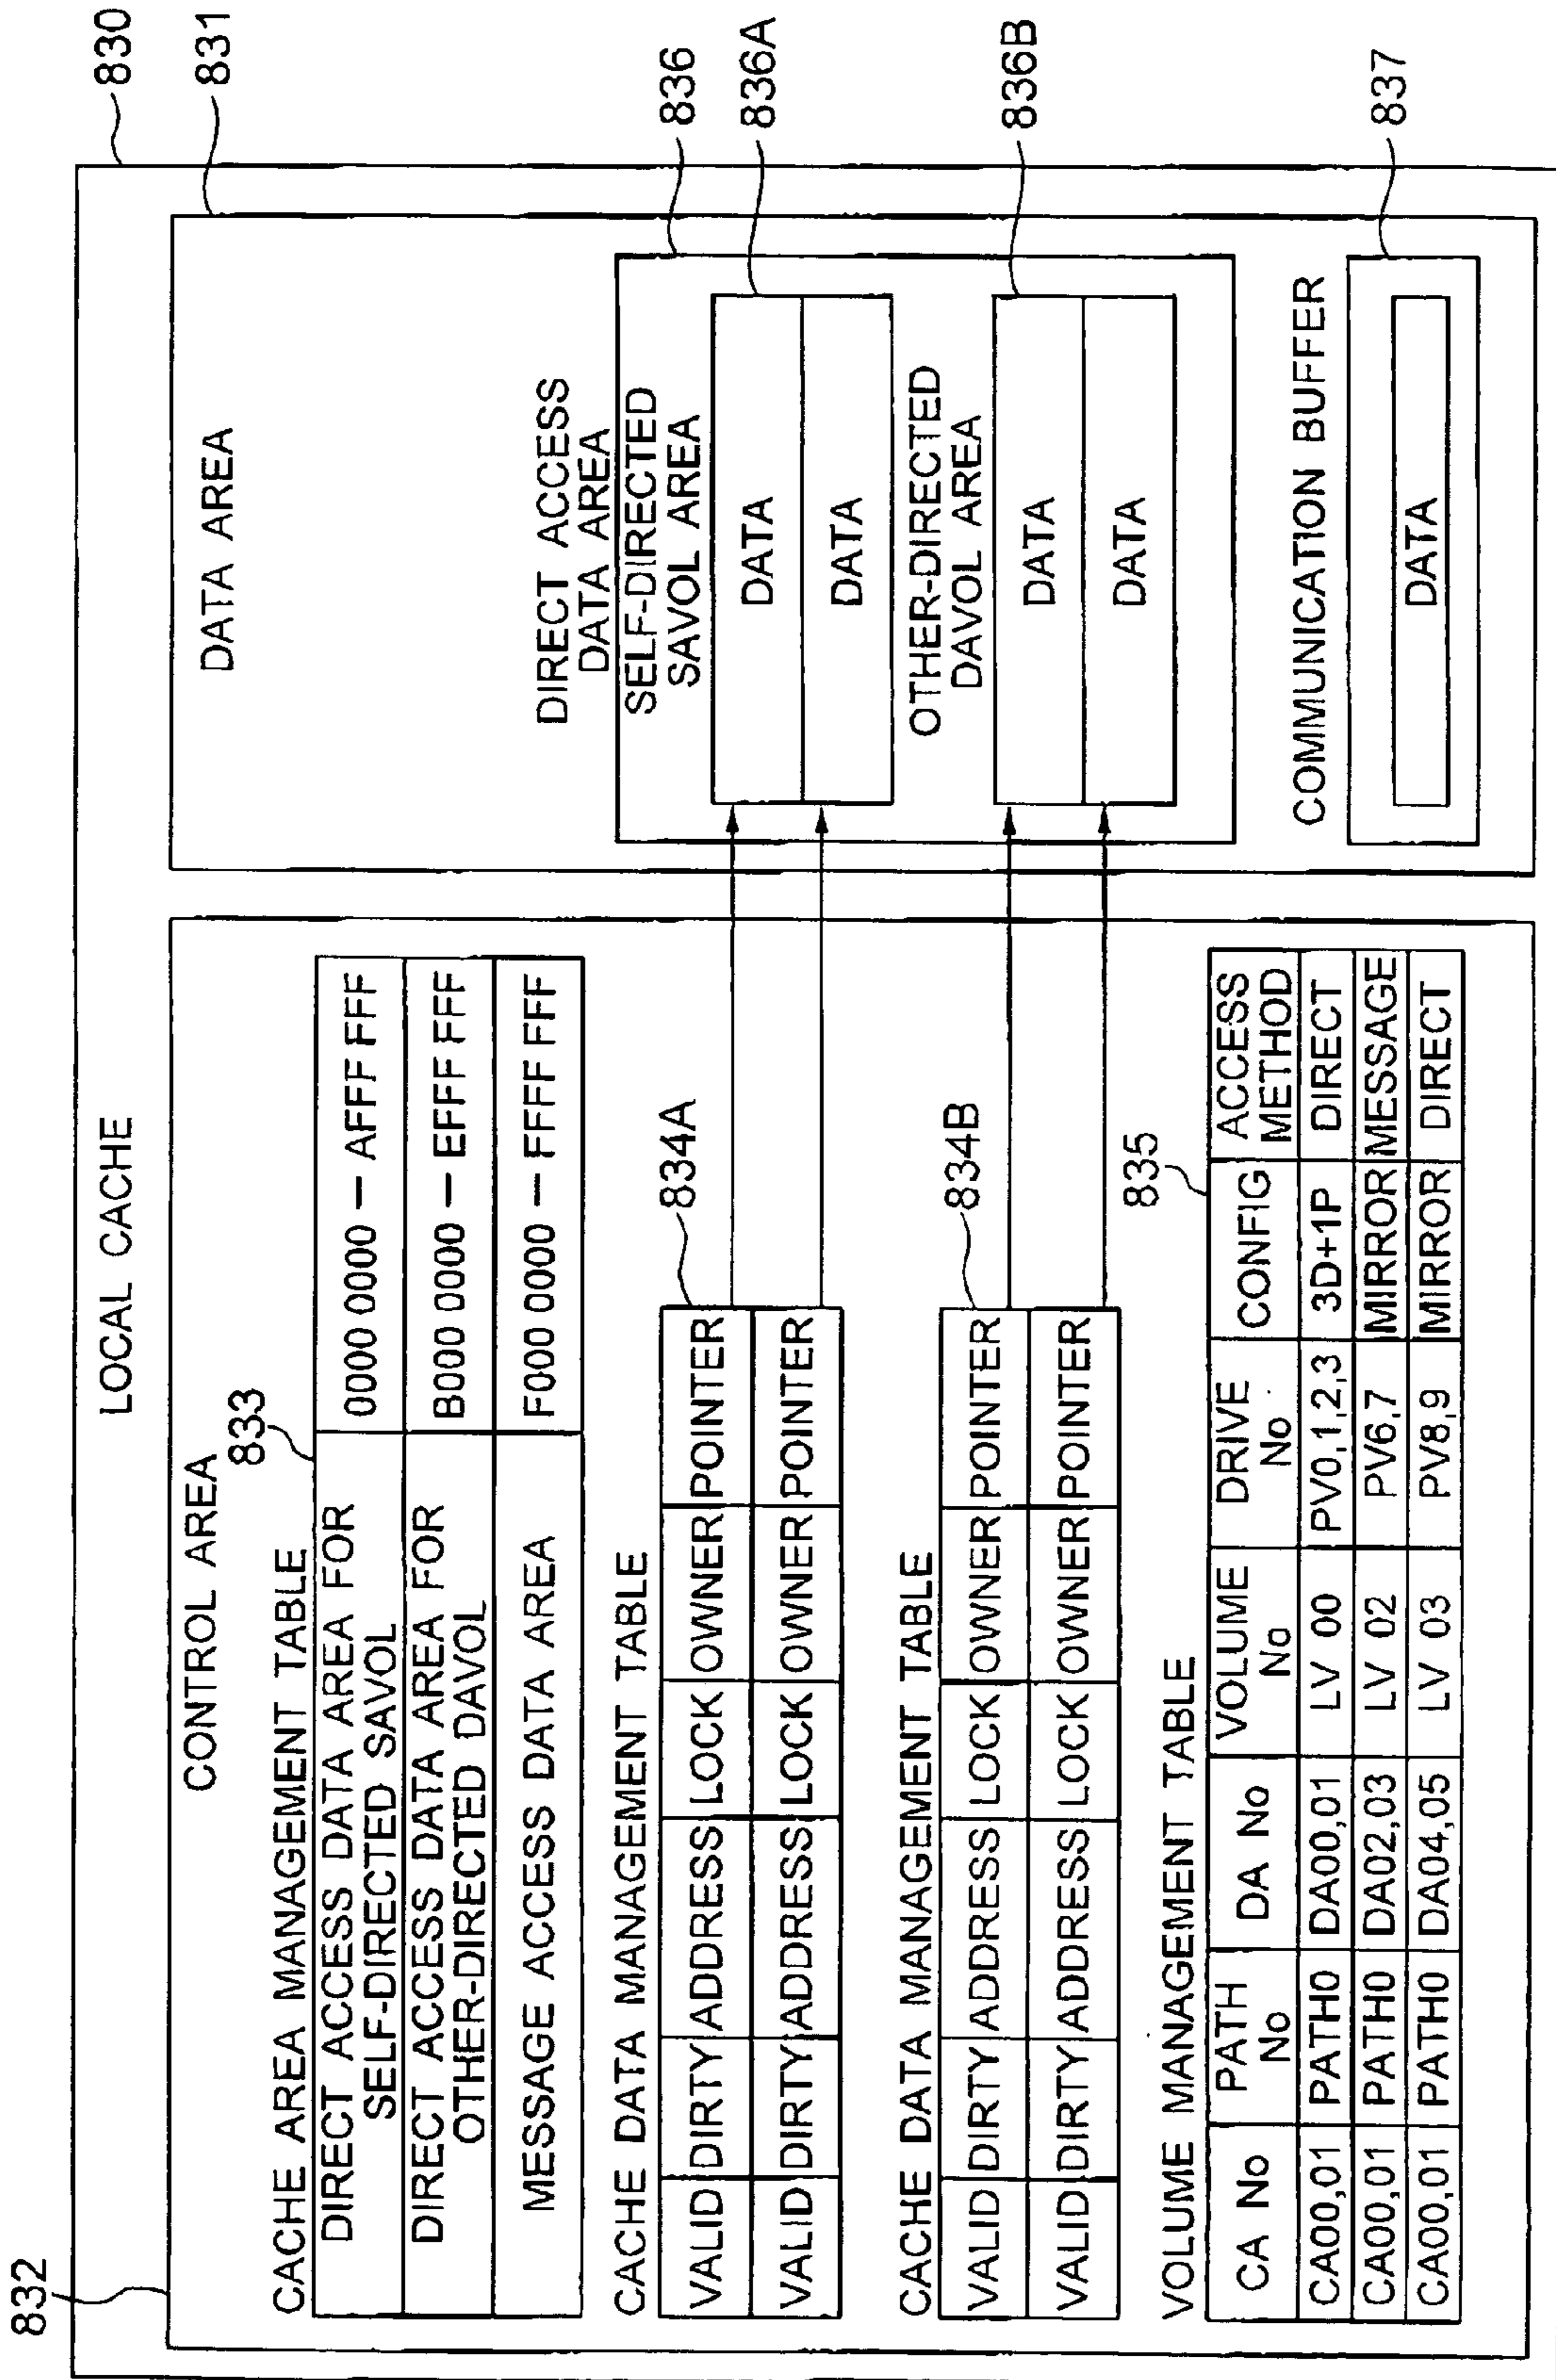 LOCAL CACHE
830
832
CONTROL AREA
CACHE AREA MANAGEMENT TABLE
833
DIRECT ACCESS DATA AREA FOR
SELF-DIRECTED SAVOL
0000 0000 — AFFF FFF
DIRECT ACCESS DATA AREA FOR
OTHER-DIRECTED DAVOL
B000 0000 — EFFF FFF
MESSAGE ACCESS DATA AREA
F000 0000 — FFFF FFF
CACHE DATA MANAGEMENT TABLE
834A
VALID DIRTY ADDRESS LOCK OWNER POINTER
VALID DIRTY ADDRESS LOCK OWNER POINTER
CACHE DATA MANAGEMENT TABLE
834B
VALID DIRTY ADDRESS LOCK OWNER POINTER
VALID DIRTY ADDRESS LOCK OWNER POINTER
VOLUME MANAGEMENT TABLE
835
CA No PATH No DA No VOLUME No DRIVE No CONFIG ACCESS METHOD
CA00,01 PATH0 DA00,01 LV 00 PV0,1,2,3 3D+1P DIRECT
CA00,01 PATH0 DA02,03 LV 02 PV6,7 MIRROR MESSAGE
CA00,01 PATH0 DA04,05 LV 03 PV8,9 MIRROR DIRECT
831
DATA AREA
DIRECT ACCESS
DATA AREA
836
SELF-DIRECTED
SAVOL AREA
836A
DATA
DATA
OTHER-DIRECTED
DAVOL AREA
836B
DATA
DATA
COMMUNICATION BUFFER
837
DATA